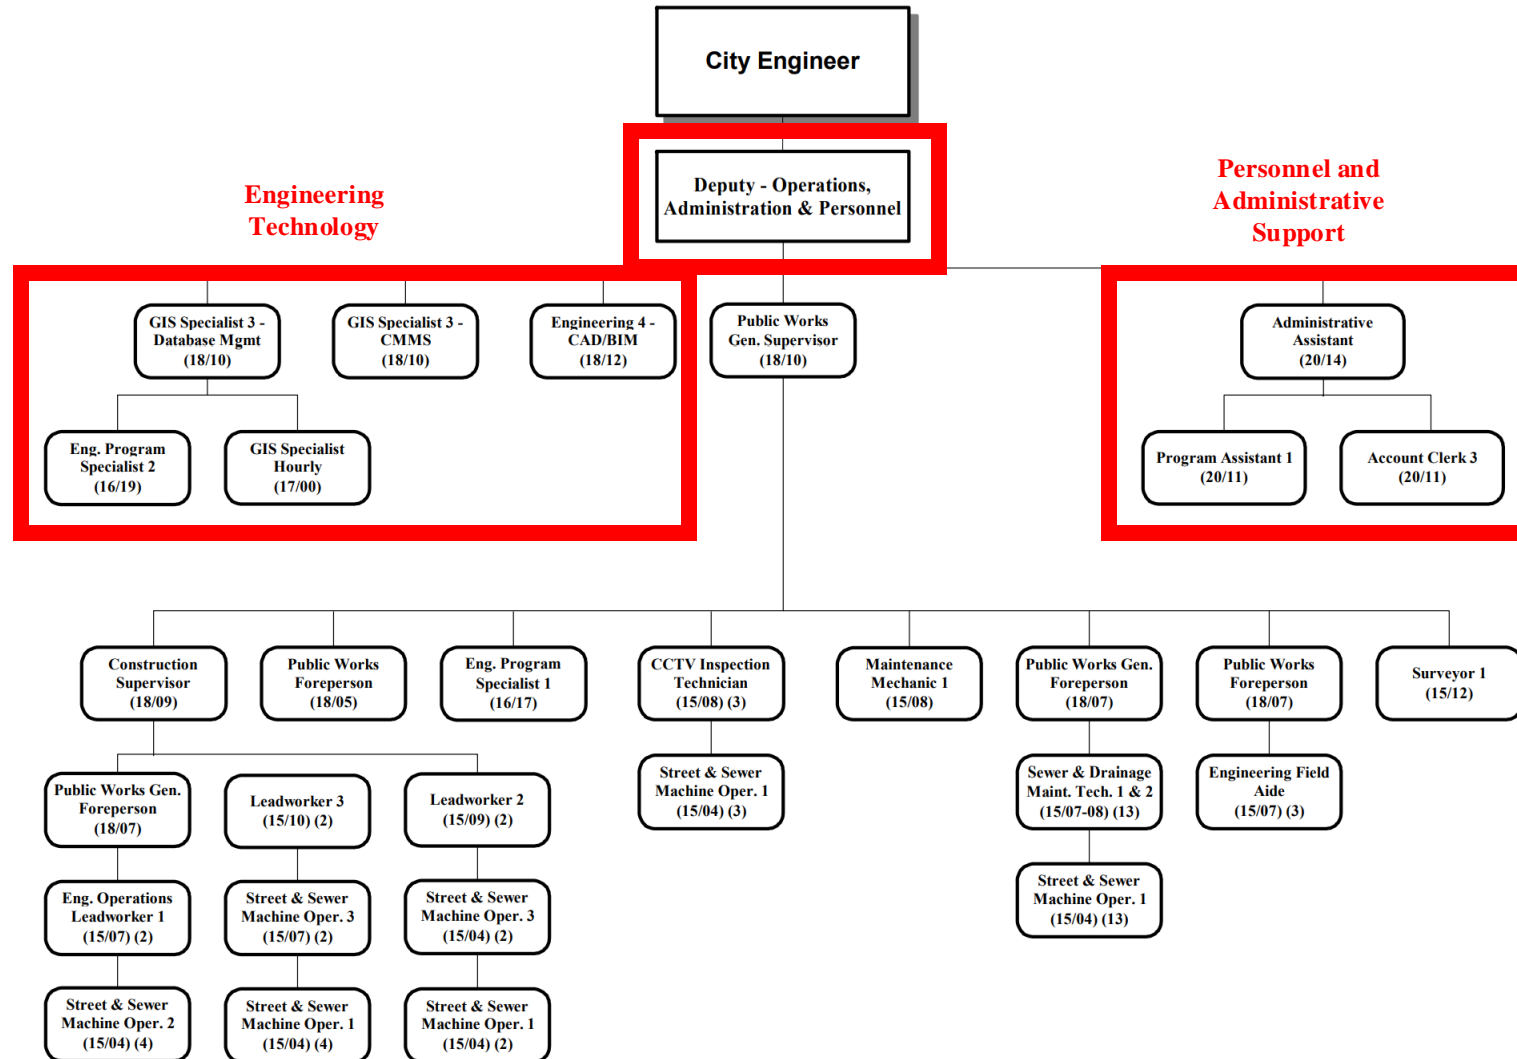 City Engineer
Deputy - Operations,
Administration & Personnel
Engineering
Technology
Personnel and
Administrative
Support
GIS Specialist 3 -
Database Mgmt
(18/10)
GIS Specialist 3 -
CMMS
(18/10)
Engineering 4 -
CAD/BIM
(18/12)
Public Works
Gen. Supervisor
(18/10)
Administrative
Assistant
(20/14)
Eng. Program
Specialist 2
(16/19)
GIS Specialist
Hourly
(17/00)
Program Assistant 1
(20/11)
Account Clerk 3
(20/11)
Construction
Supervisor
(18/09)
Public Works
Foreperson
(18/05)
Eng. Program
Specialist 1
(16/17)
CCTV Inspection
Technician
(15/08) (3)
Maintenance
Mechanic 1
(15/08)
Public Works Gen.
Foreperson
(18/07)
Public Works
Foreperson
(18/07)
Surveyor 1
(15/12)
Public Works Gen.
Foreperson
(18/07)
Leadworker 3
(15/10) (2)
Leadworker 2
(15/09) (2)
Street & Sewer
Machine Oper. 1
(15/04) (3)
Sewer & Drainage
Maint. Tech. 1 & 2
(15/07-08) (13)
Engineering Field
Aide
(15/07) (3)
Eng. Operations
Leadworker 1
(15/07) (2)
Street & Sewer
Machine Oper. 3
(15/07) (2)
Street & Sewer
Machine Oper. 3
(15/04) (2)
Street & Sewer
Machine Oper. 1
(15/04) (13)
Street & Sewer
Machine Oper. 2
(15/04) (4)
Street & Sewer
Machine Oper. 1
(15/04) (4)
Street & Sewer
Machine Oper. 1
(15/04) (2)